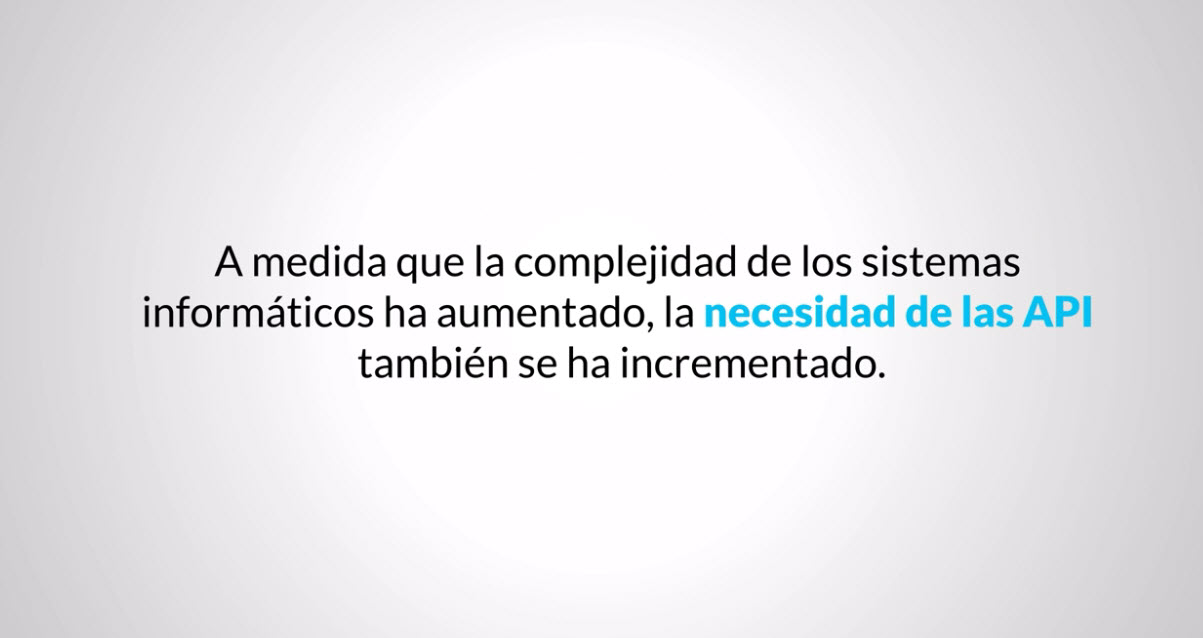 A medida que la complejidad de los sistemas
informáticos ha aumentado, la necesidad de las API
también se ha incrementado.